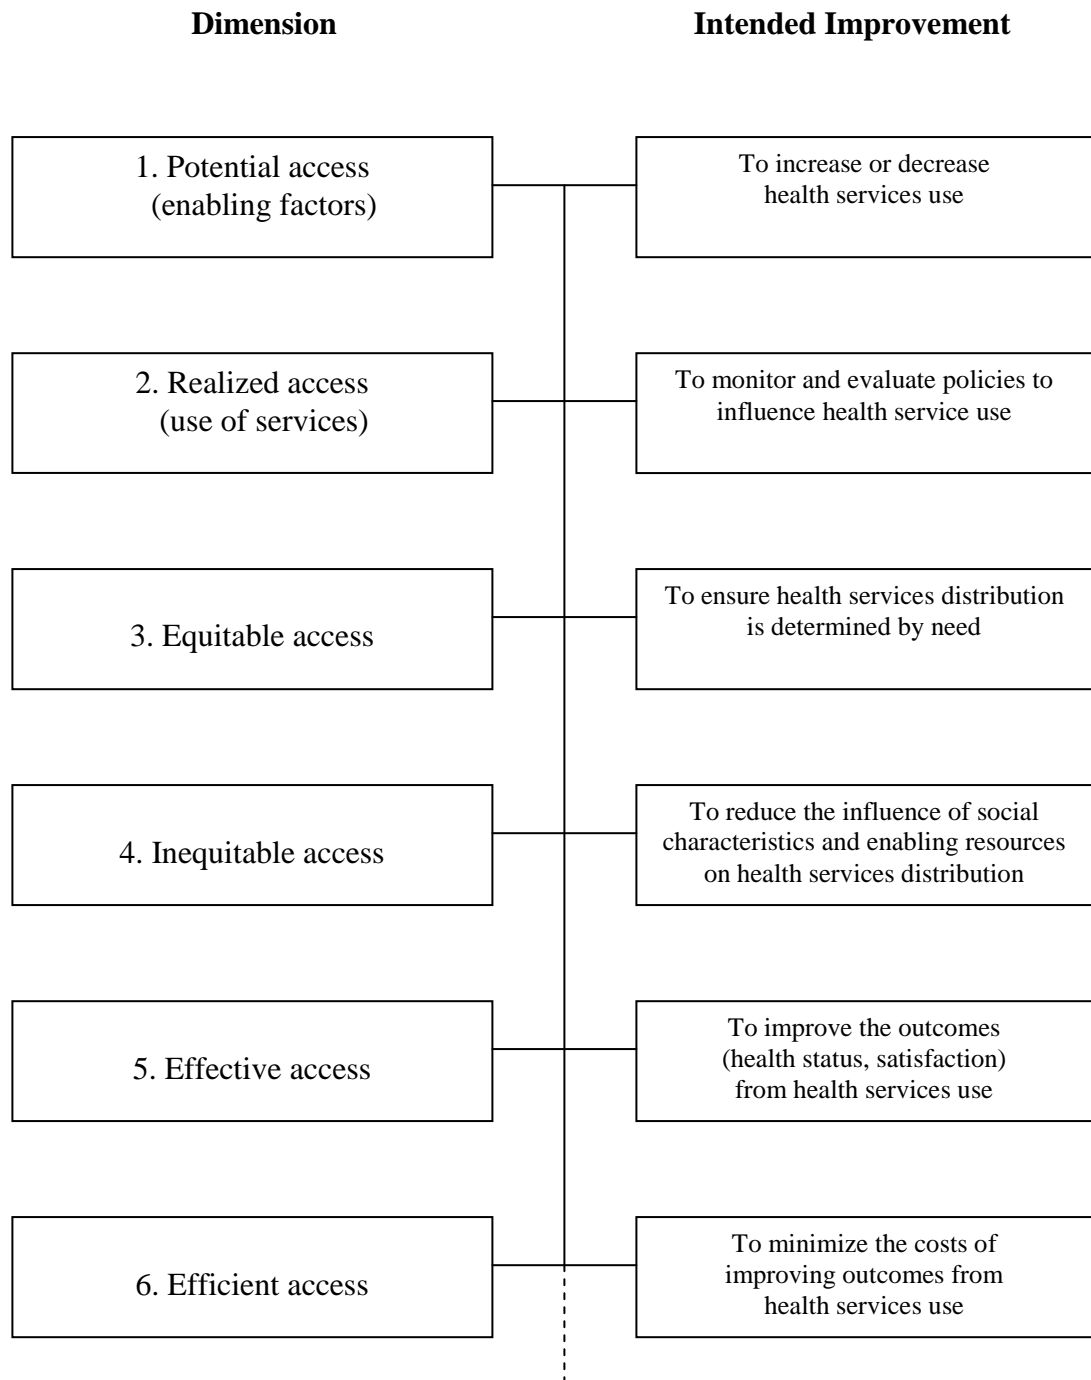 Dimension
Intended Improvement
1. Potential access
(enabling factors)
To increase or decrease
health services use
2. Realized access
(use of services)
To monitor and evaluate policies to
influence health service use
3. Equitable access
To ensure health services distribution
is determined by need
4. Inequitable access
To reduce the influence of social
characteristics and enabling resources
on health services distribution
5. Effective access
To improve the outcomes
(health status, satisfaction)
from health services use
6. Efficient access
To minimize the costs of
improving outcomes from
health services use